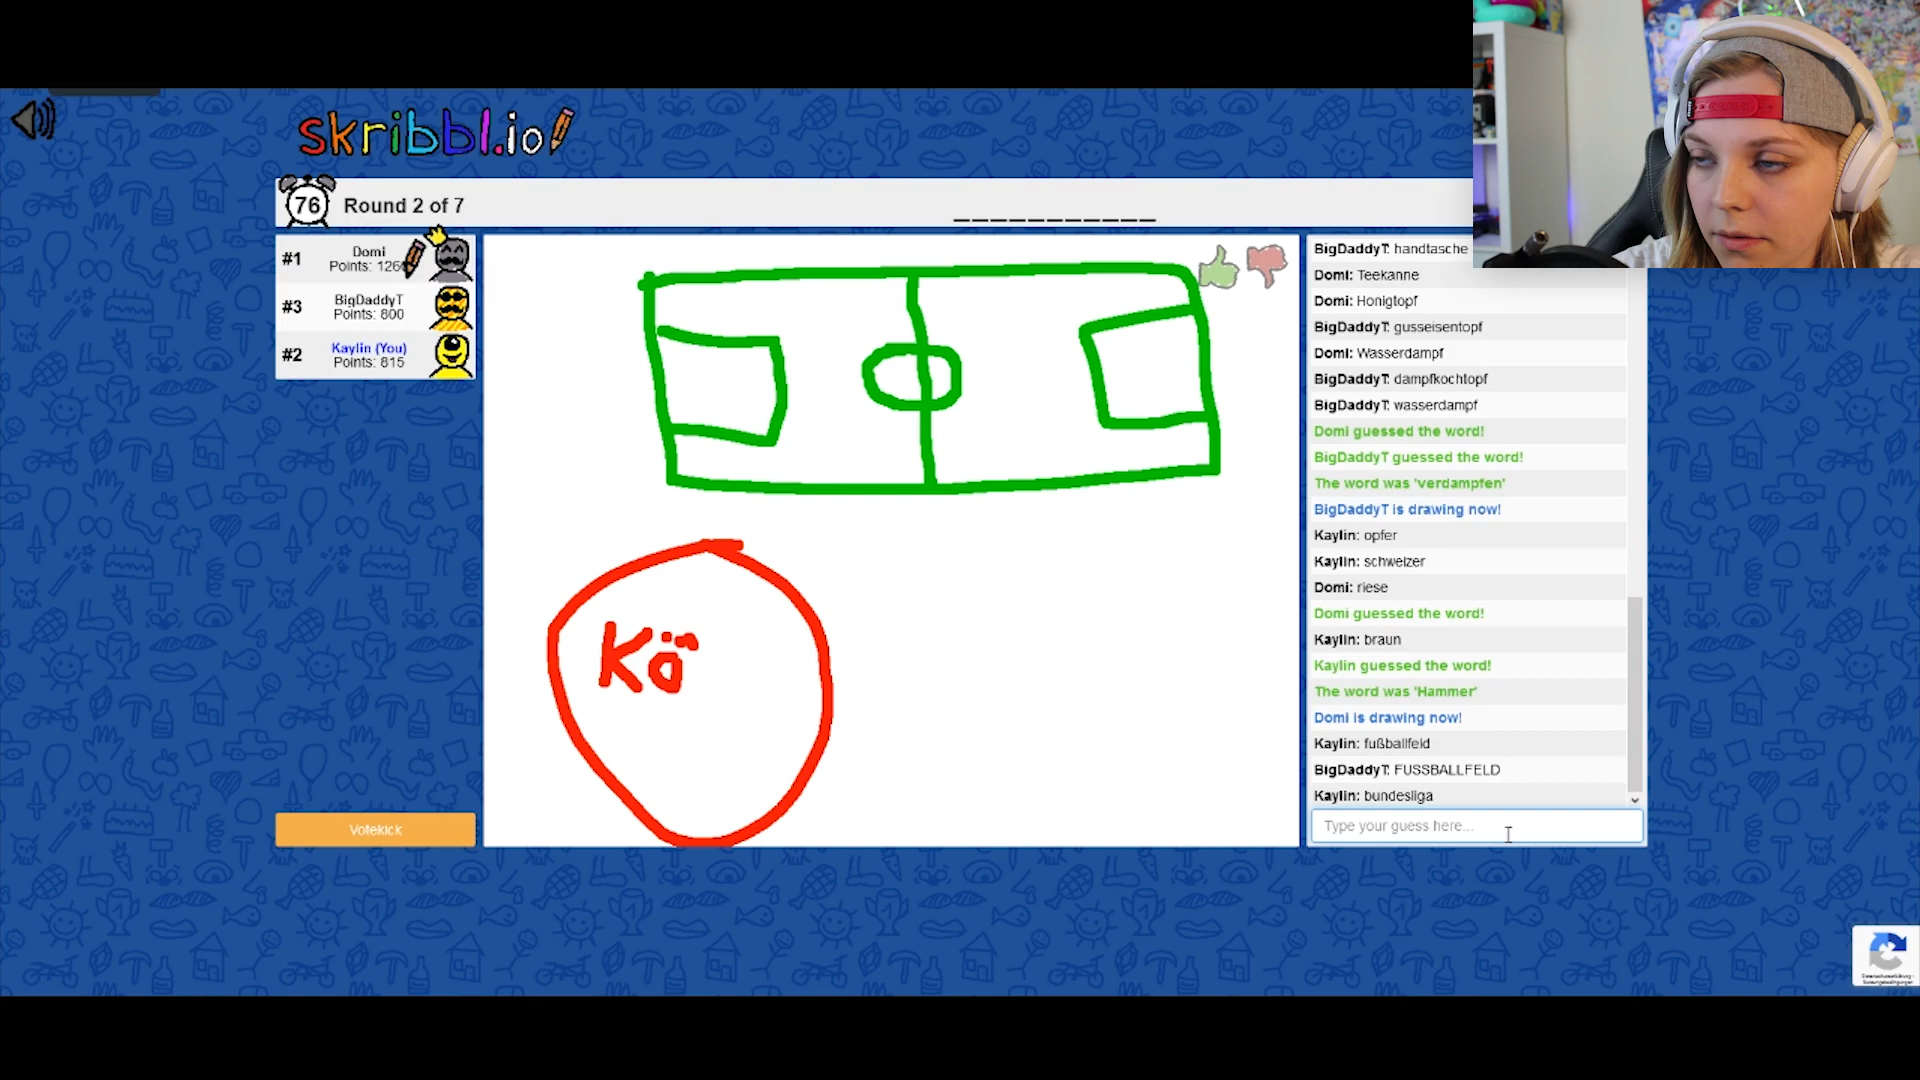 skribbl.io
76
Round 2 of 7
___________
#1
Domi
Points: 1260
#3
BigDaddyT
Points: 800
#2
Kaylin (You)
Points: 815
Votekick
Kö
BigDaddyT: handtasche
Domi: Teekanne
Domi: Honigtopf
BigDaddyT: gusseisentopf
Domi: Wasserdampf
BigDaddyT: dampfkochtopf
BigDaddyT: wasserdampf
Domi guessed the word!
BigDaddyT guessed the word!
The word was 'verdampfen'
BigDaddyT is drawing now!
Kaylin: opfer
Kaylin: schweizer
Domi: riese
Domi guessed the word!
Kaylin: braun
Kaylin guessed the word!
The word was 'Hammer'
Domi is drawing now!
Kaylin: fußballfeld
BigDaddyT: FUSSBALLFELD
Kaylin: bundesliga
Type your guess here...